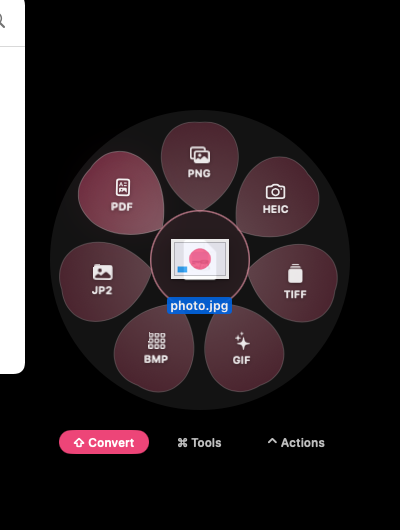 PNG
PDF
HEIC
JP2
TIFF
photo.jpg
BMP
GIF
⇧ Convert
⌘ Tools
⌃ Actions